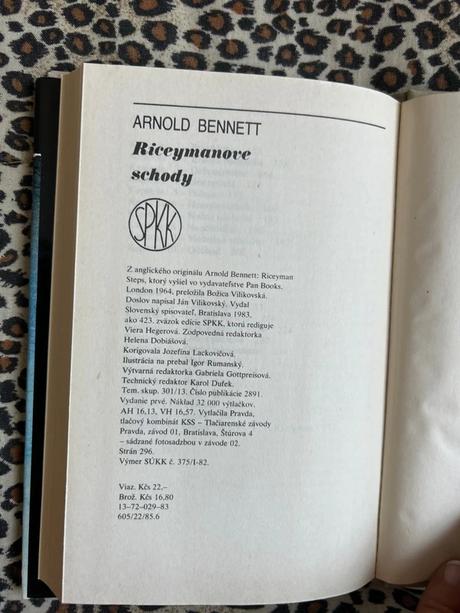 ARNOLD BENNETT
Riceymanove
schody
SPKK
Z anglického originálu Arnold Bennett: Riceyman
Steps, ktorý vyšiel vo vydavateľstve Pan Books,
London 1964, preložila Božica Vilikovská.
Doslov napísal Ján Vilikovský. Vydal
Slovenský spisovateľ, Bratislava 1983,
ako 423. zväzok edície SPKK, ktorú rediguje
Viera Hegerová. Zodpovedná redaktorka
Helena Dobiášová.
Korigovala Jozefína Lackovičová.
Ilustrácia na prebal Igor Rumanský.
Výtvarná redaktorka Gabriela Gottpreisová.
Technický redaktor Karol Dufek.
Tem. skup. 301/13. Číslo publikácie 2891.
Vydanie prvé. Náklad 32 000 výtlačkov.
AH 16,13, VH 16,57. Vytlačila Pravda,
tlačový kombinát KSS – Tlačiarenské závody
Pravda, závod 01, Bratislava, Štúrova 4
– sádzané fotosadzbou v závode 02.
Strán 296.
Výmer SÚKK č. 375/I-82.
Viaz. Kčs 22,–
Brož. Kčs 16,80
13–72–029–83
605/22/85.6